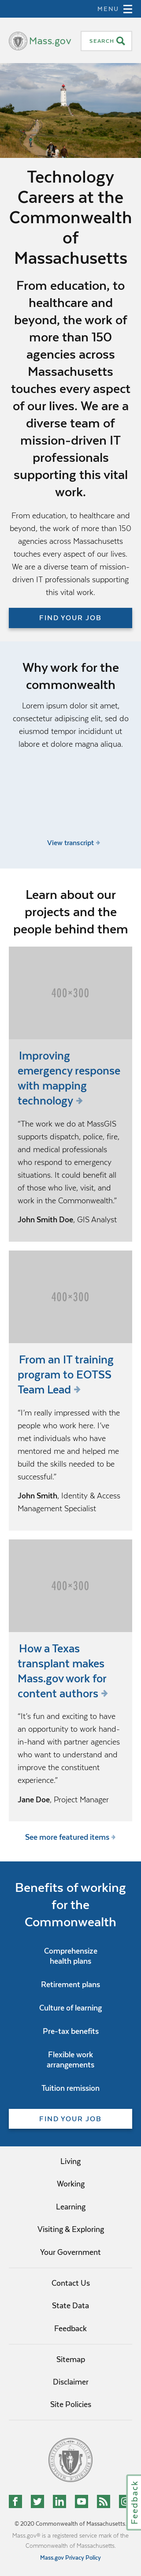 MENU
Mass.gov
SEARCH
Technology
Careers at the
Commonwealth
of
Massachusetts
From education, to
healthcare and
beyond, the work of
more than 150
agencies across
Massachusetts
touches every aspect
of our lives. We are a
diverse team of
mission-driven IT
professionals
supporting this vital
work.
From education, to healthcare and
beyond, the work of more than 150
agencies across Massachusetts
touches every aspect of our lives.
We are a diverse team of mission-
driven IT professionals supporting
this vital work.
FIND YOUR JOB
Why work for the
commonwealth
Lorem ipsum dolor sit amet,
consectetur adipiscing elit, sed do
eiusmod tempor incididunt ut
labore et dolore magna aliqua.
View transcript
Learn about our
projects and the
people behind them
400×300
Improving
emergency response
with mapping
technology
“The work we do at MassGIS
supports dispatch, police, fire,
and medical professionals
who respond to emergency
situations. It could benefit all
of those who live, visit, and
work in the Commonwealth.”
John Smith Doe, GIS Analyst
400×300
From an IT training
program to EOTSS
Team Lead
“I’m really impressed with the
people who work here. I’ve
met individuals who have
mentored me and helped me
build the skills needed to be
successful.”
John Smith, Identity & Access
Management Specialist
400×300
How a Texas
transplant makes
Mass.gov work for
content authors
“It’s fun and exciting to have
an opportunity to work hand-
in-hand with partner agencies
who want to understand and
improve the constituent
experience.”
Jane Doe, Project Manager
See more featured items
Benefits of working
for the
Commonwealth
Comprehensive
health plans
Retirement plans
Culture of learning
Pre-tax benefits
Flexible work
arrangements
Tuition remission
FIND YOUR JOB
Living
Working
Learning
Visiting & Exploring
Your Government
Contact Us
State Data
Feedback
Sitemap
Disclaimer
Site Policies
Feedback
© 2020 Commonwealth of Massachusetts.
Mass.gov® is a registered service mark of the
Commonwealth of Massachusetts.
Mass.gov Privacy Policy